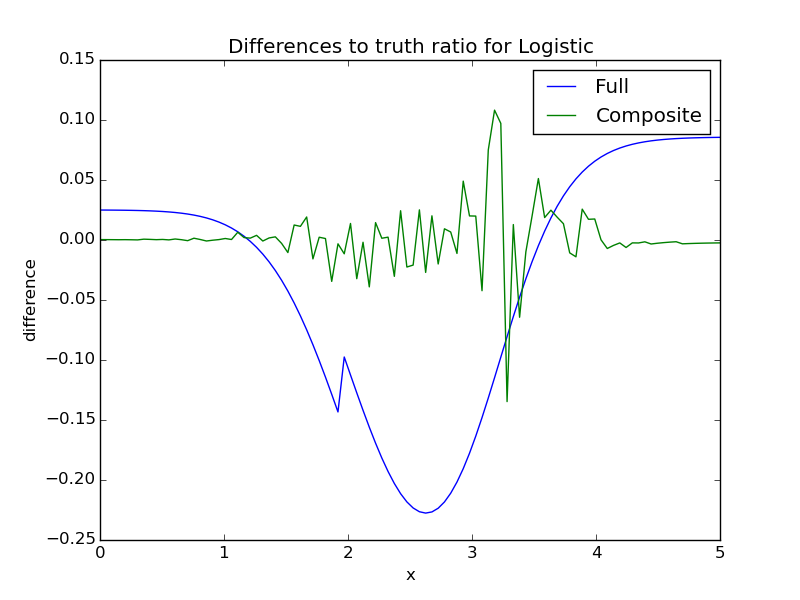 Differences to truth ratio for Logistic
0.15
0.10
0.05
0.00
−0.05
−0.10
−0.15
−0.20
−0.25
difference
Full
Composite
0 1 2 3 4 5
x